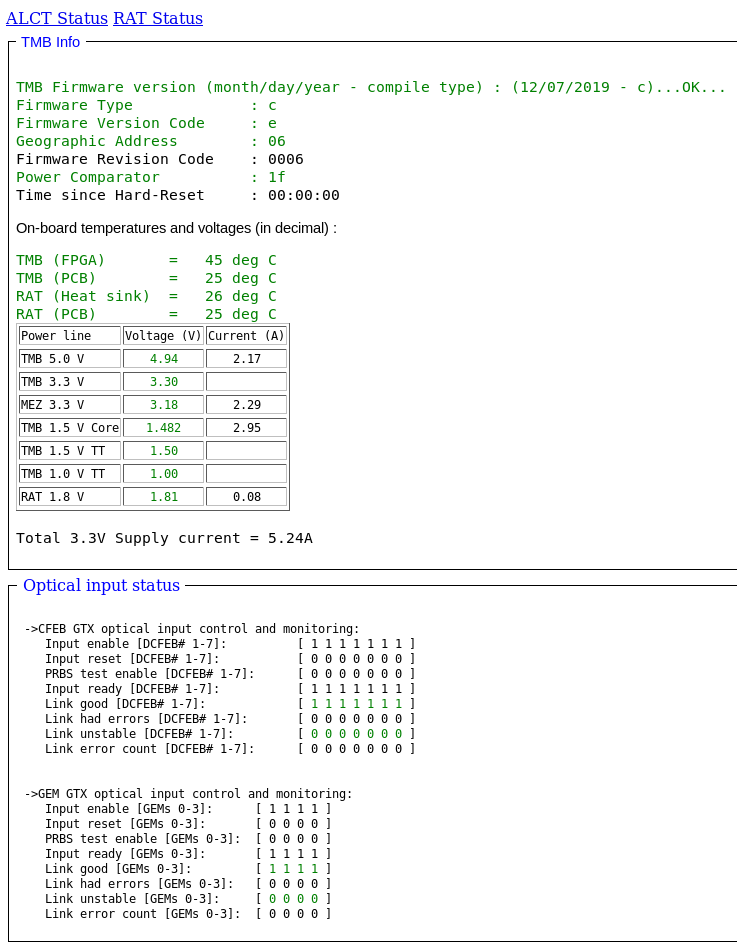 ALCT Status RAT Status
TMB Info
TMB Firmware version (month/day/year - compile type) : (12/07/2019 - c)...OK...
Firmware Type             : c
Firmware Version Code     : e
Geographic Address        : 06
Firmware Revision Code    : 0006
Power Comparator          : 1f
Time since Hard-Reset     : 00:00:00
On-board temperatures and voltages (in decimal) :
TMB (FPGA)       =   45 deg C
TMB (PCB)        =   25 deg C
RAT (Heat sink)  =   26 deg C
RAT (PCB)        =   25 deg C
Power line Voltage (V) Current (A)
TMB 5.0 V 4.94 2.17
TMB 3.3 V 3.30
MEZ 3.3 V 3.18 2.29
TMB 1.5 V Core 1.482 2.95
TMB 1.5 V TT 1.50
TMB 1.0 V TT 1.00
RAT 1.8 V 1.81 0.08
Total 3.3V Supply current = 5.24A
Optical input status
->CFEB GTX optical input control and monitoring:
Input enable [DCFEB# 1-7]:          [ 1 1 1 1 1 1 1 ]
Input reset [DCFEB# 1-7]:           [ 0 0 0 0 0 0 0 ]
PRBS test enable [DCFEB# 1-7]:      [ 0 0 0 0 0 0 0 ]
Input ready [DCFEB# 1-7]:           [ 1 1 1 1 1 1 1 ]
Link good [DCFEB# 1-7]:             [ 1 1 1 1 1 1 1 ]
Link had errors [DCFEB# 1-7]:       [ 0 0 0 0 0 0 0 ]
Link unstable [DCFEB# 1-7]:         [ 0 0 0 0 0 0 0 ]
Link error count [DCFEB# 1-7]:      [ 0 0 0 0 0 0 0 ]
->GEM GTX optical input control and monitoring:
Input enable [GEMs 0-3]:      [ 1 1 1 1 ]
Input reset [GEMs 0-3]:       [ 0 0 0 0 ]
PRBS test enable [GEMs 0-3]:  [ 0 0 0 0 ]
Input ready [GEMs 0-3]:       [ 1 1 1 1 ]
Link good [GEMs 0-3]:         [ 1 1 1 1 ]
Link had errors [GEMs 0-3]:   [ 0 0 0 0 ]
Link unstable [GEMs 0-3]:     [ 0 0 0 0 ]
Link error count [GEMs 0-3]:  [ 0 0 0 0 ]